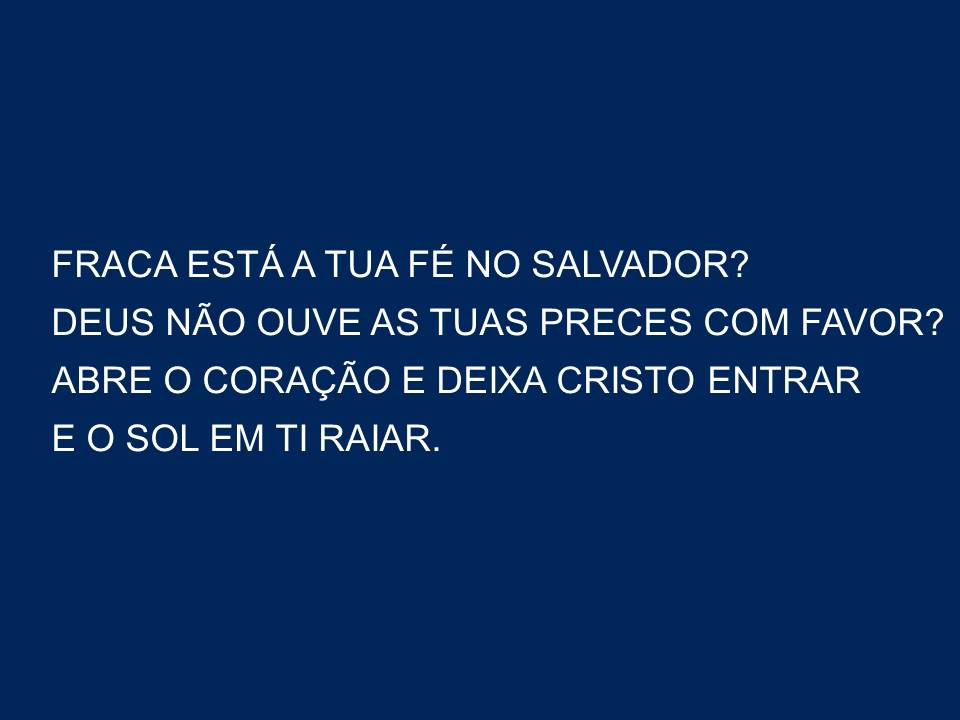 FRACA ESTÁ A TUA FÉ NO SALVADOR?
DEUS NÃO OUVE AS TUAS PRECES COM FAVOR?
ABRE O CORAÇÃO E DEIXA CRISTO ENTRAR
E O SOL EM TI RAIAR.